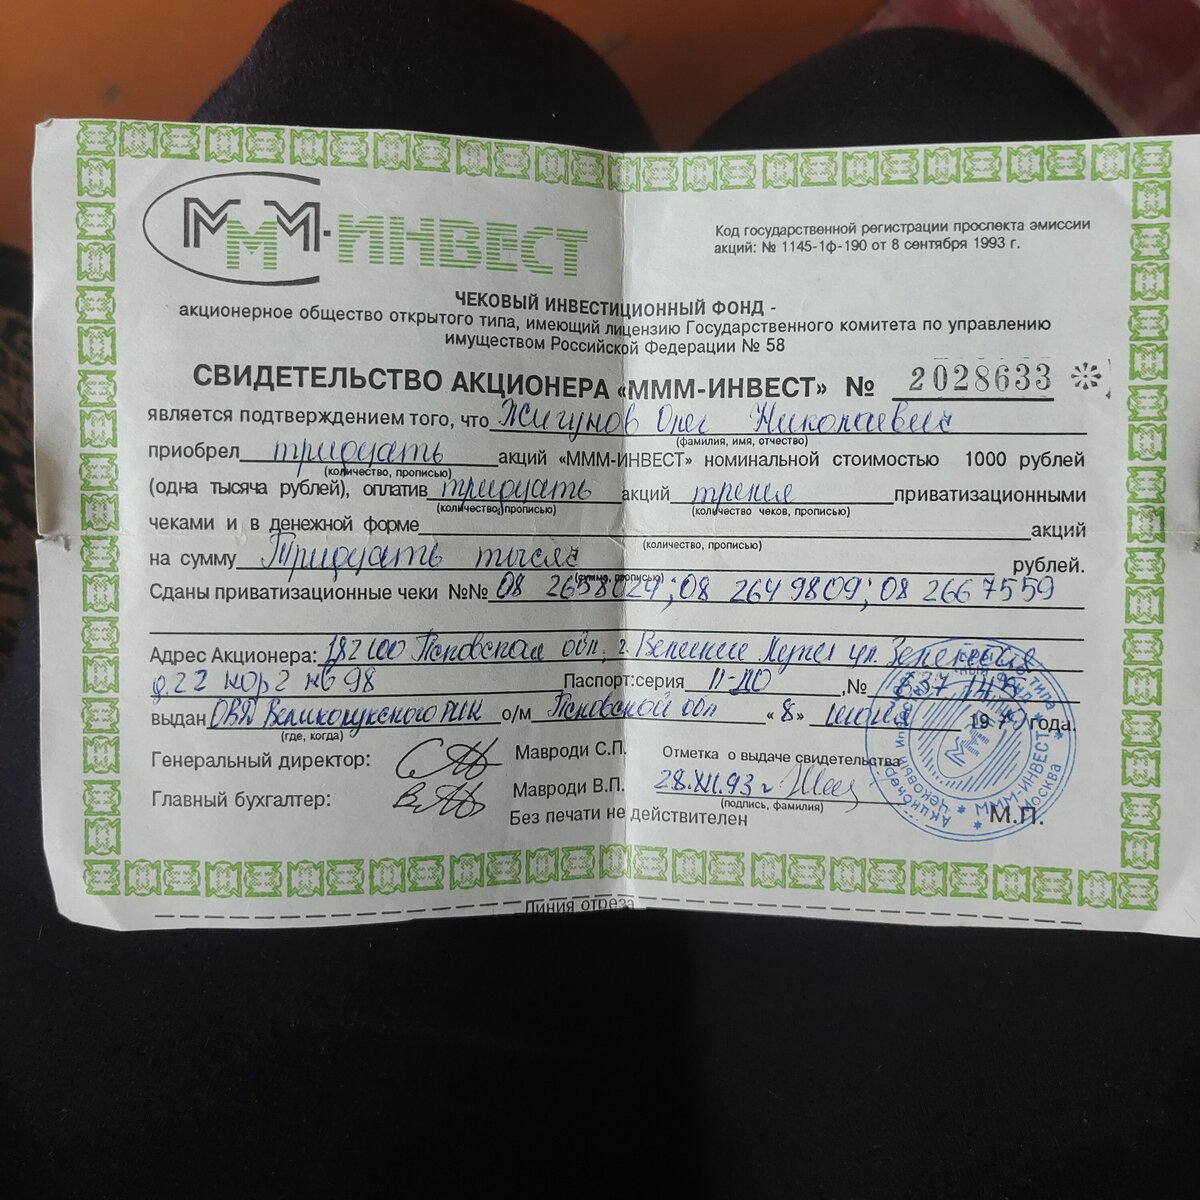 МММ-ИНВЕСТ
Код государственной регистрации проспекта эмиссии
акций: № 1145-1ф-190 от 8 сентября 1993 г.
ЧЕКОВЫЙ ИНВЕСТИЦИОННЫЙ ФОНД -
акционерное общество открытого типа, имеющий лицензию Государственного комитета по управлению
имуществом Российской Федерации № 58
СВИДЕТЕЛЬСТВО АКЦИОНЕРА «МММ-ИНВЕСТ» № 2028633
является подтверждением того, что Жигунов Олег Николаевич
(фамилия, имя, отчество)
приобрел тридцать акций «МММ-ИНВЕСТ» номинальной стоимостью 1000 рублей
(количество, прописью)
(одна тысяча рублей), оплатив тридцать акций тремя приватизационными
(количество, прописью) (количество чеков, прописью)
чеками и в денежной форме акций
(количество, прописью)
на сумму Тридцать тысяч рублей.
(сумма, прописью)
Сданы приватизационные чеки №№ 08 2658024; 08 2649809; 08 2667559
Адрес Акционера: 182100 Псковская обл, г. Великие Луки ул.
д.22 кор2 кв 98 Паспорт:серия II-ДО ,№
выдан ОВД Великолукского РИК о/м Псковской обл « 8 » 197 года.
(где, когда)
Генеральный директор: Мавроди С.П.
Отметка о выдаче свидетельства
28.XII.93 г
(подпись, фамилия)
Главный бухгалтер: Мавроди В.П.
Без печати не действителен
М.П.
МММ-ИНВЕСТ
Москва
Линия отреза